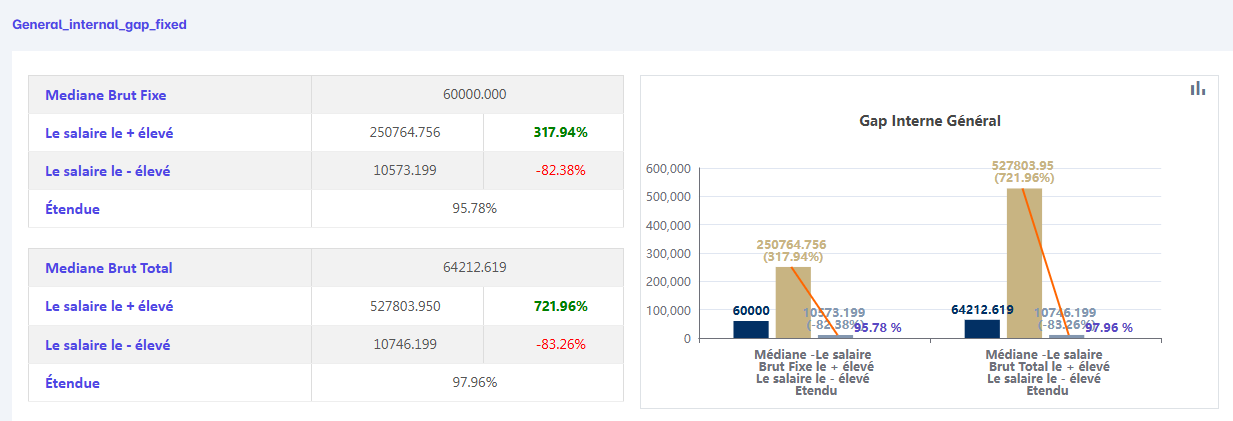 General_internal_gap_fixed
Mediane Brut Fixe 60000.000
Le salaire le + élevé 250764.756 317.94%
Le salaire le - élevé 10573.199 -82.38%
Étendue 95.78%
Mediane Brut Total 64212.619
Le salaire le + élevé 527803.950 721.96%
Le salaire le - élevé 10746.199 -83.26%
Étendue 97.96%
Gap Interne Général
600,000
500,000
400,000
300,000
200,000
100,000
0
60000
250764.756
(317.94%)
10573.199
(-82.38%)
95.78 %
64212.619
527803.95
(721.96%)
10746.199
(-83.26%)
97.96 %
Médiane -Le salaire
Brut Fixe le + élevé
Le salaire le - élevé
Etendu
Médiane -Le salaire
Brut Total le + élevé
Le salaire le - élevé
Etendu